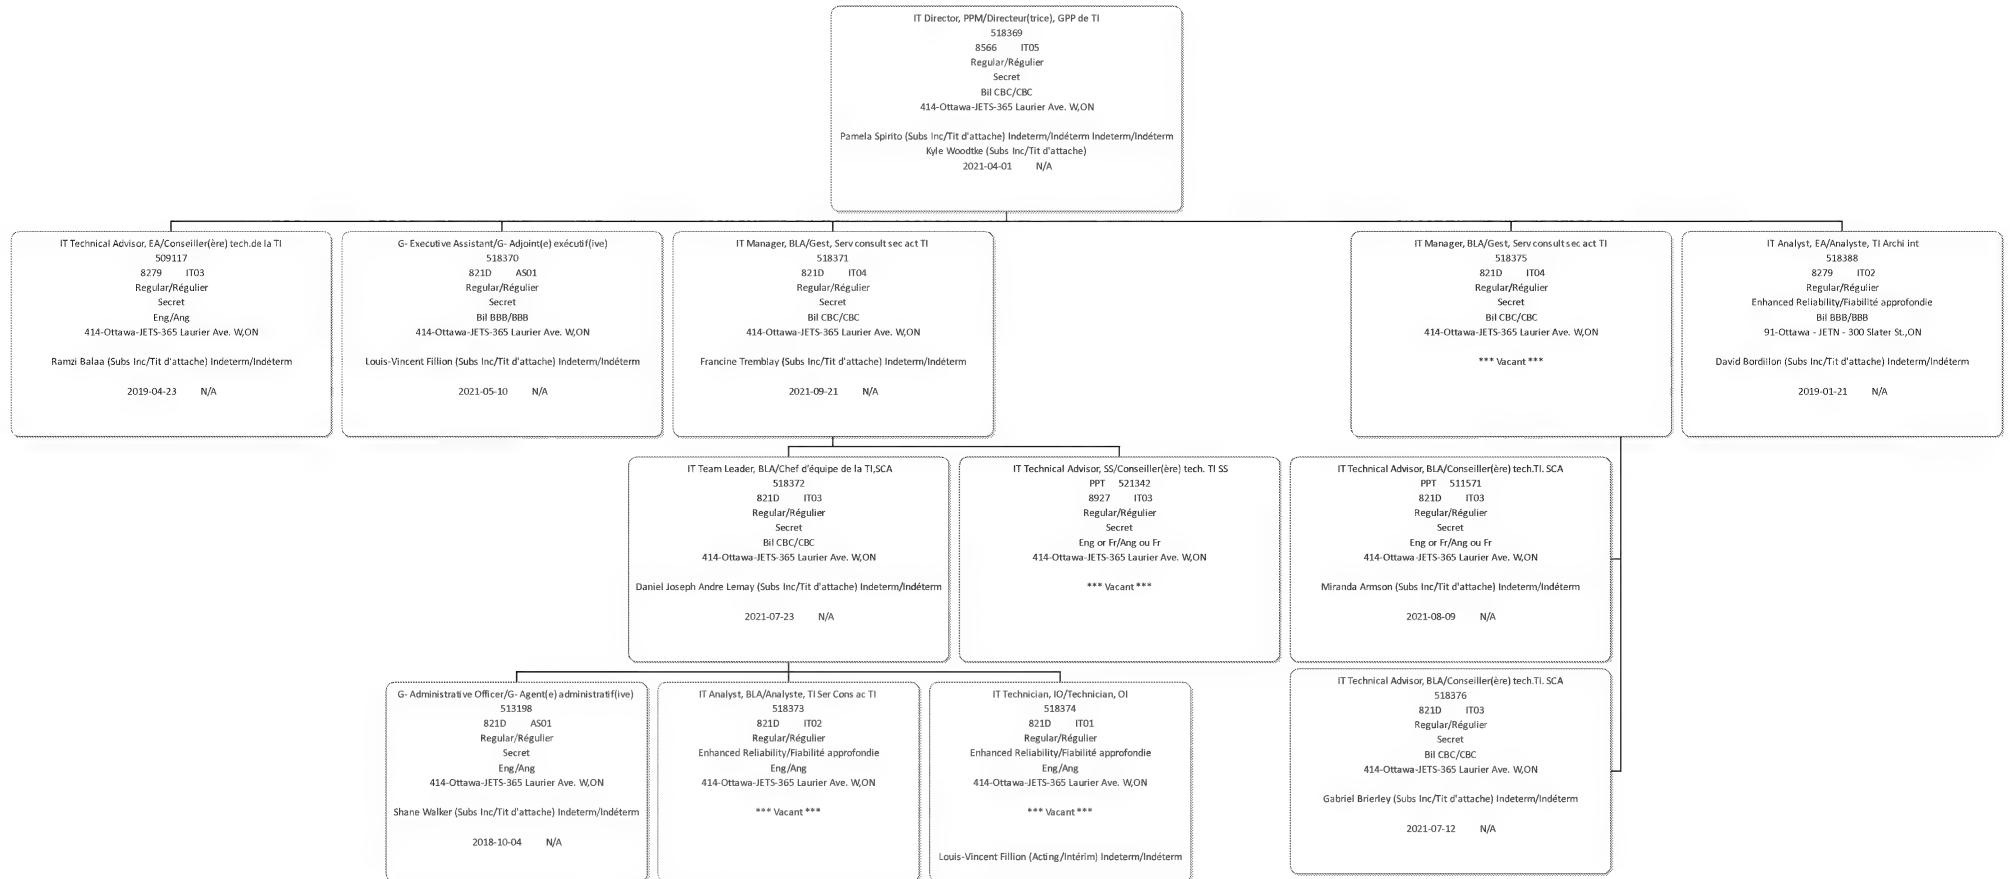 IT Director, PPM/Directeur(trice), GPP de TI
518369
8566 IT05
Regular/Régulier
Secret
Bil CBC/CBC
414-Ottawa-JETS-365 Laurier Ave. W,ON
Pamela Spirito (Subs Inc/Tit d'attache) Indeterm/Indéterm Indeterm/Indéterm
Kyle Woodtke (Subs Inc/Tit d'attache)
2021-04-01 N/A
IT Technical Advisor, EA/Conseiller(ère) tech.de la TI
509117
8279 IT03
Regular/Régulier
Secret
Eng/Ang
414-Ottawa-JETS-365 Laurier Ave. W,ON
Ramzi Balaa (Subs Inc/Tit d'attache) Indeterm/Indéterm
2019-04-23 N/A
G- Executive Assistant/G- Adjoint(e) exécutif(ive)
518370
821D AS01
Regular/Régulier
Secret
Bil BBB/BBB
414-Ottawa-JETS-365 Laurier Ave. W,ON
Louis-Vincent Fillion (Subs Inc/Tit d'attache) Indeterm/Indéterm
2021-05-10 N/A
IT Manager, BLA/Gest, Serv consult sec act TI
518371
821D IT04
Regular/Régulier
Secret
Bil CBC/CBC
414-Ottawa-JETS-365 Laurier Ave. W,ON
Francine Tremblay (Subs Inc/Tit d'attache) Indeterm/Indéterm
2021-09-21 N/A
IT Manager, BLA/Gest, Serv consult sec act TI
518375
821D IT04
Regular/Régulier
Secret
Bil CBC/CBC
414-Ottawa-JETS-365 Laurier Ave. W,ON
*** Vacant ***
IT Analyst, EA/Analyste, TI Archi int
518388
8279 IT02
Regular/Régulier
Enhanced Reliability/Fiabilité approfondie
Bil BBB/BBB
91-Ottawa - JETN - 300 Slater St.,ON
David Bordillon (Subs Inc/Tit d'attache) Indeterm/Indéterm
2019-01-21 N/A
IT Team Leader, BLA/Chef d'équipe de la TI,SCA
518372
821D IT03
Regular/Régulier
Secret
Bil CBC/CBC
414-Ottawa-JETS-365 Laurier Ave. W,ON
Daniel Joseph Andre Lemay (Subs Inc/Tit d'attache) Indeterm/Indéterm
2021-07-23 N/A
IT Technical Advisor, SS/Conseiller(ère) tech. TI SS
PPT 521342
8927 IT03
Regular/Régulier
Secret
Eng or Fr/Ang ou Fr
414-Ottawa-JETS-365 Laurier Ave. W,ON
*** Vacant ***
IT Technical Advisor, BLA/Conseiller(ère) tech.TI. SCA
PPT 511571
821D IT03
Regular/Régulier
Secret
Eng or Fr/Ang ou Fr
414-Ottawa-JETS-365 Laurier Ave. W,ON
Miranda Armson (Subs Inc/Tit d'attache) Indeterm/Indéterm
2021-08-09 N/A
G- Administrative Officer/G- Agent(e) administratif(ive)
513198
821D AS01
Regular/Régulier
Secret
Eng/Ang
414-Ottawa-JETS-365 Laurier Ave. W,ON
Shane Walker (Subs Inc/Tit d'attache) Indeterm/Indéterm
2018-10-04 N/A
IT Analyst, BLA/Analyste, TI Ser Cons ac TI
518373
821D IT02
Regular/Régulier
Enhanced Reliability/Fiabilité approfondie
Eng/Ang
414-Ottawa-JETS-365 Laurier Ave. W,ON
*** Vacant ***
IT Technician, IO/Technician, OI
518374
821D IT01
Regular/Régulier
Enhanced Reliability/Fiabilité approfondie
Eng/Ang
414-Ottawa-JETS-365 Laurier Ave. W,ON
*** Vacant ***
Louis-Vincent Fillion (Acting/Intérim) Indeterm/Indéterm
IT Technical Advisor, BLA/Conseiller(ère) tech.TI. SCA
518376
821D IT03
Regular/Régulier
Secret
Bil CBC/CBC
414-Ottawa-JETS-365 Laurier Ave. W,ON
Gabriel Brierley (Subs Inc/Tit d'attache) Indeterm/Indéterm
2021-07-12 N/A